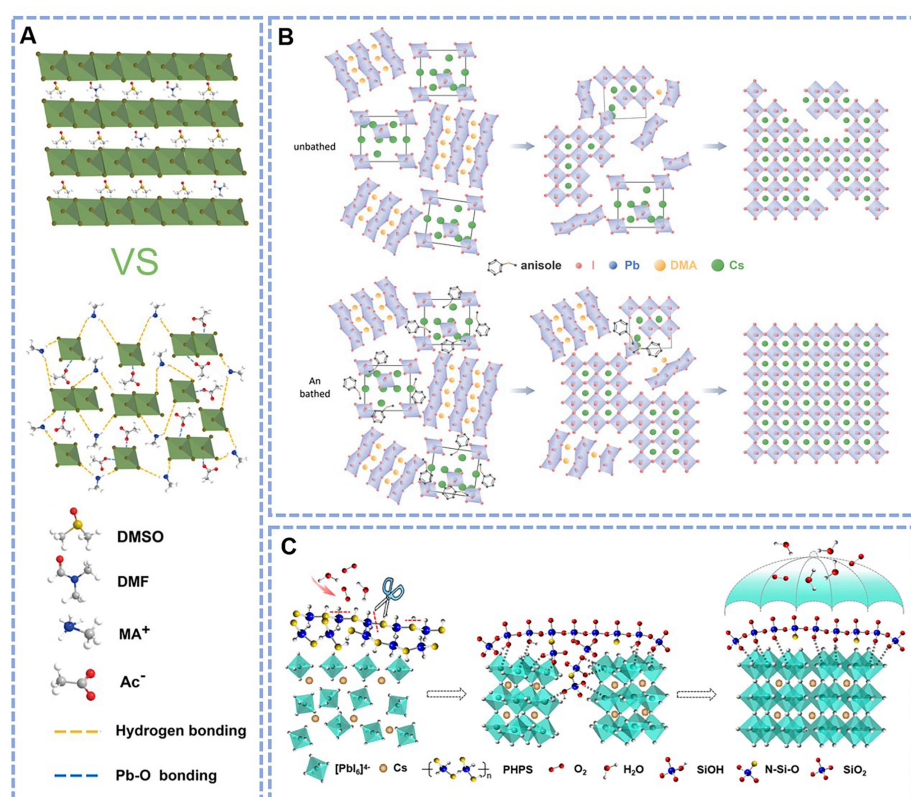 A
VS
DMSO
DMF
MA+
Ac-
Hydrogen bonding
Pb-O bonding
B
unbathed
anisole I Pb DMA Cs
An
bathed
C
[PbI6]4- Cs n PHPS O2 H2O SiOH N-Si-O SiO2